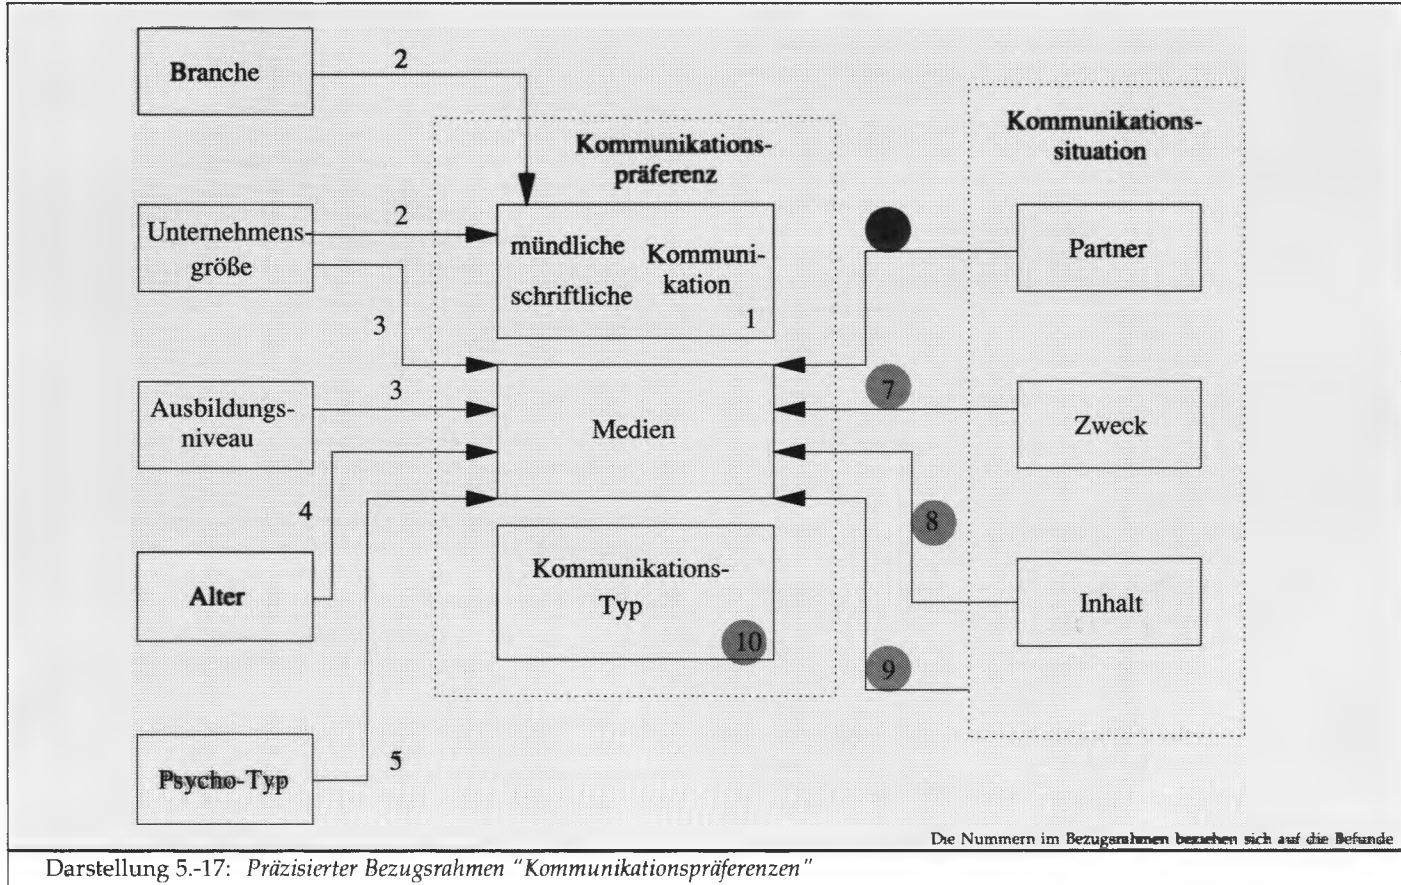 Branche
2
Kommunikations-
situation
Kommunikations-
präferenz
Unternehmens-
größe
2
mündliche
schriftliche
Kommuni-
kation
1
Partner
3
Ausbildungs-
niveau
3
Medien
7
Zweck
4
8
Alter
Kommunikations-
Typ
10
Inhalt
9
Psycho-Typ
5
Die Nummern im Bezugsrahmen beziehen sich auf die Befunde
Darstellung 5.-17: Präzisierter Bezugsrahmen "Kommunikationspräferenzen"